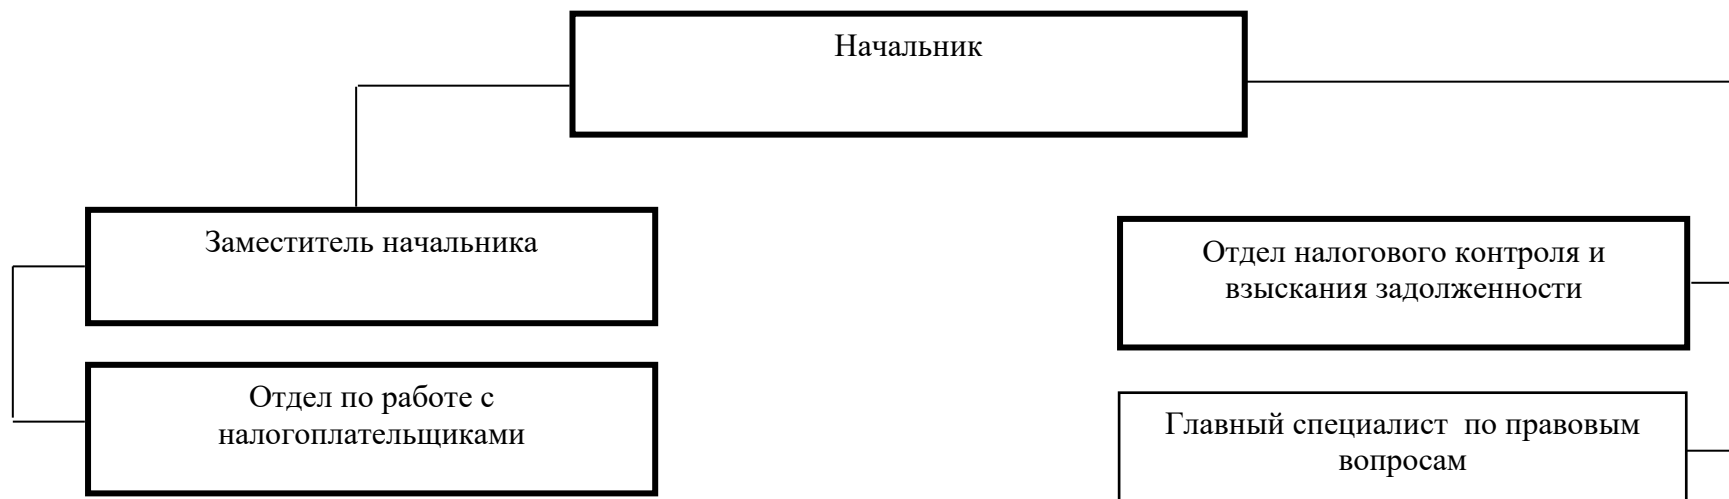 Начальник
Заместитель начальника
Отдел налогового контроля и
взыскания задолженности
Отдел по работе с
налогоплательщиками
Главный специалист  по правовым
вопросам